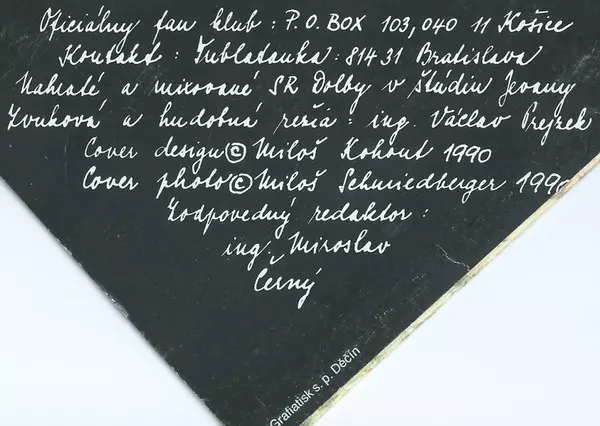 Oficiálny fan klub : P.O. BOX 103, 040 11 Košice
Kontakt : Tublatanka : 814 31 Bratislava
Nahraté a mixované SR Dolby v štúdiu Jevany
Zvuková a hudobná réžia : ing. Václav Prejzek
Cover design © Miloš Kohout 1990
Cover photo © Miloš Schmiedberger 1990
Zodpovedný redaktor :
ing. Miroslav
Černý
Grafiatisk s. p. Děčín